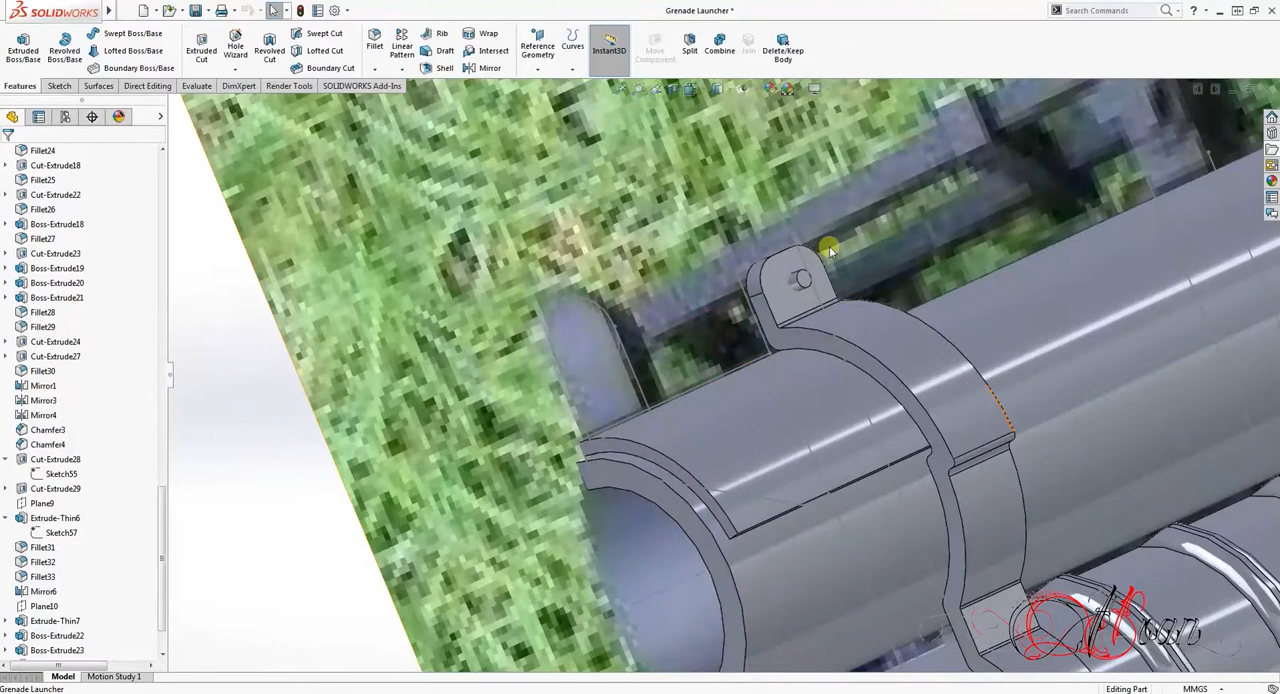 SOLIDWORKS
Grenade Launcher *
Search Commands
Extruded Boss/Base
Revolved Boss/Base
Swept Boss/Base
Lofted Boss/Base
Boundary Boss/Base
Extruded Cut
Hole Wizard
Revolved Cut
Swept Cut
Lofted Cut
Boundary Cut
Fillet
Linear Pattern
Rib
Draft
Shell
Wrap
Intersect
Mirror
Reference Geometry
Curves
Instant3D
Move Component
Split
Combine
Join
Delete/Keep Body
Features
Sketch
Surfaces
Direct Editing
Evaluate
DimXpert
Render Tools
SOLIDWORKS Add-Ins
Fillet24
Cut-Extrude18
Fillet25
Cut-Extrude22
Fillet26
Boss-Extrude18
Fillet27
Cut-Extrude23
Boss-Extrude19
Boss-Extrude20
Boss-Extrude21
Fillet28
Fillet29
Cut-Extrude24
Cut-Extrude27
Fillet30
Mirror1
Mirror3
Mirror4
Chamfer3
Chamfer4
Cut-Extrude28
Sketch55
Cut-Extrude29
Plane9
Extrude-Thin6
Sketch57
Fillet31
Fillet32
Fillet33
Mirror6
Plane10
Extrude-Thin7
Boss-Extrude22
Boss-Extrude23
Model
Motion Study 1
Grenade Launcher
Editing Part
MMGS